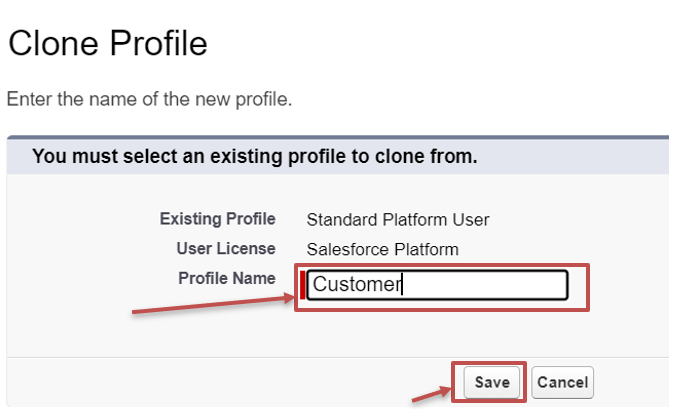 Clone Profile
Enter the name of the new profile.
You must select an existing profile to clone from.
Existing Profile Standard Platform User
User License Salesforce Platform
Profile Name Customer
Save Cancel